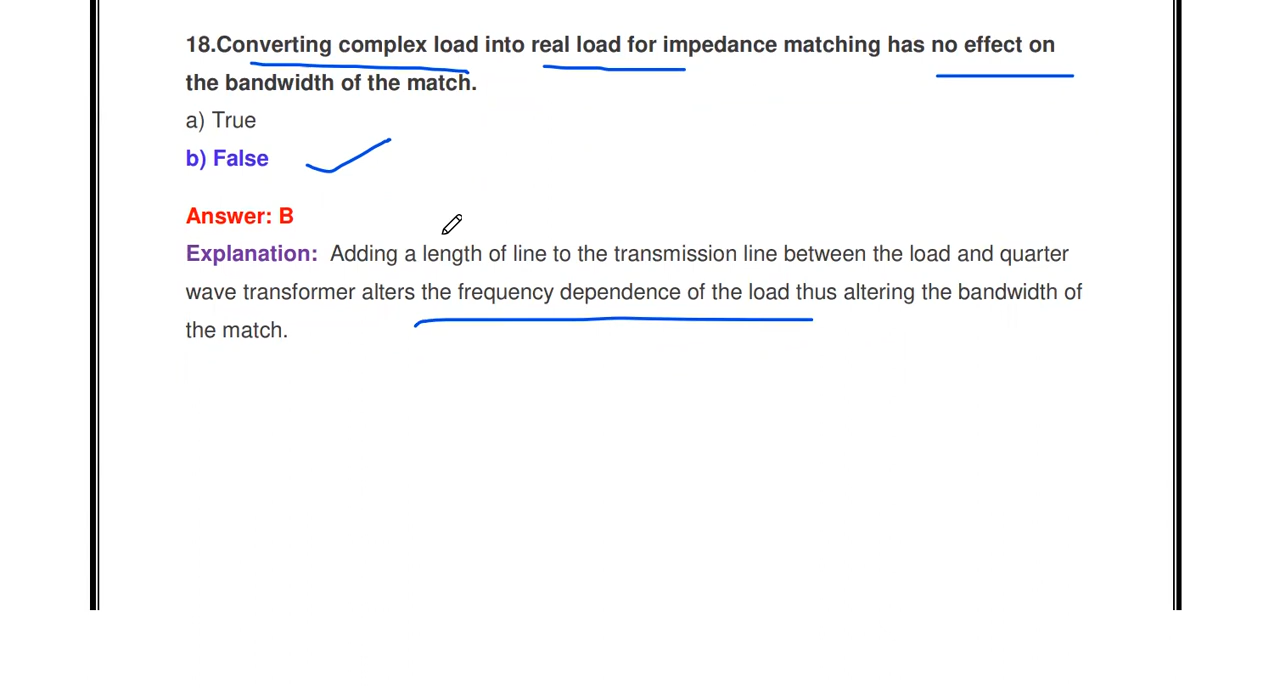 18.Converting complex load into real load for impedance matching has no effect on
the bandwidth of the match.
a) True
b) False
Answer: B
Explanation: Adding a length of line to the transmission line between the load and quarter
wave transformer alters the frequency dependence of the load thus altering the bandwidth of
the match.